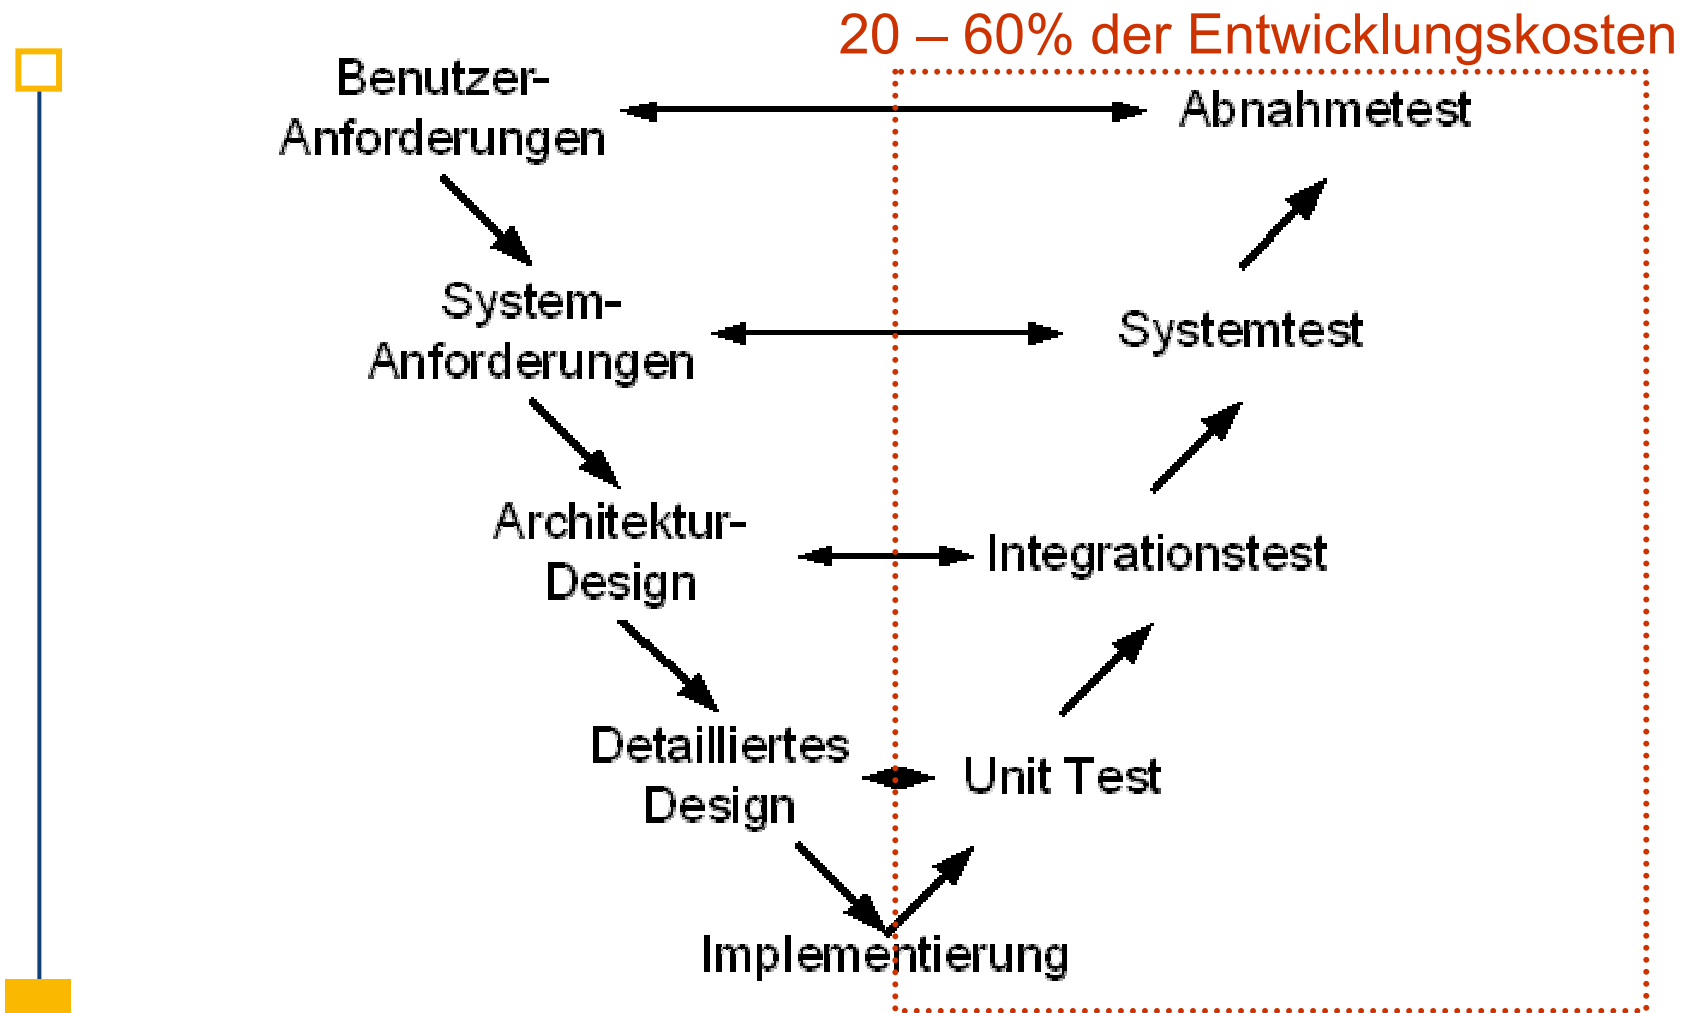 20 – 60% der Entwicklungskosten
Benutzer-
Anforderungen
Abnahmetest
System-
Anforderungen
Systemtest
Architektur-
Design
Integrationstest
Detailliertes
Design
Unit Test
Implementierung